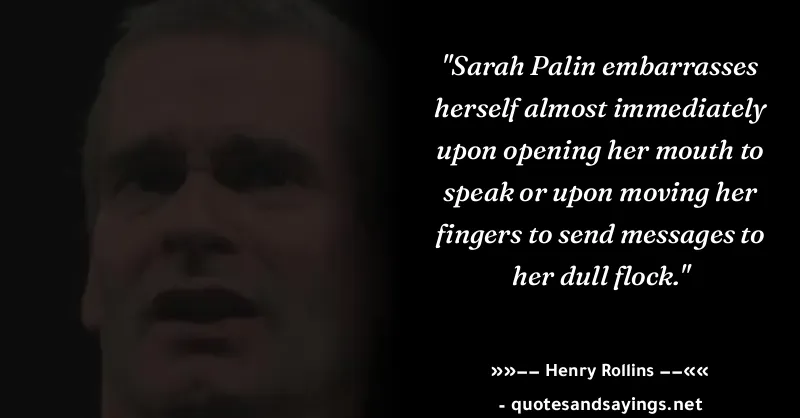 "Sarah Palin embarrasses
herself almost immediately
upon opening her mouth to
speak or upon moving her
fingers to send messages to
her dull flock."
»»–– Henry Rollins ––««
- quotesandsayings.net